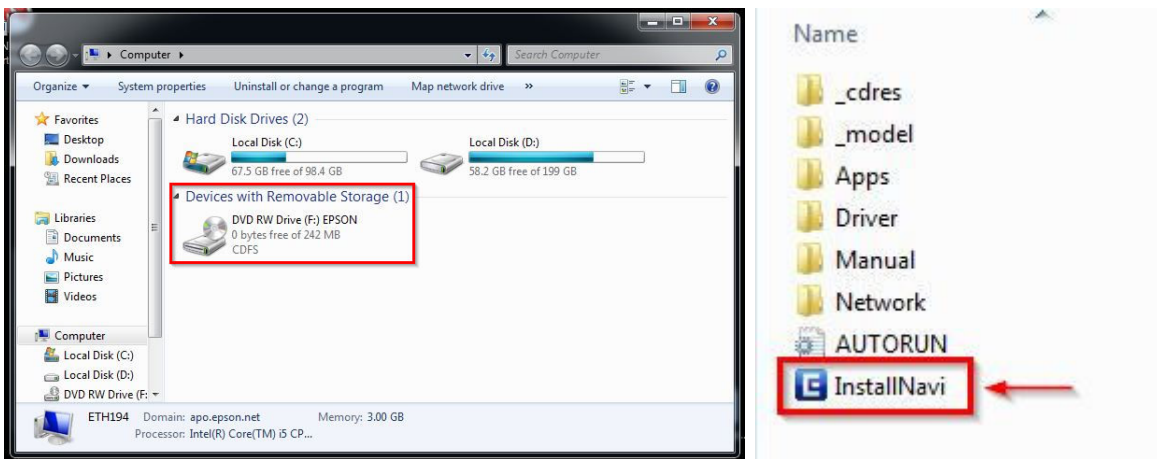 Computer
Search Computer
Organize
System properties
Uninstall or change a program
Map network drive
»
Favorites
Desktop
Downloads
Recent Places
Libraries
Documents
Music
Pictures
Videos
Computer
Local Disk (C:)
Local Disk (D:)
DVD RW Drive (F:
Hard Disk Drives (2)
Local Disk (C:)
67.5 GB free of 98.4 GB
Local Disk (D:)
58.2 GB free of 199 GB
Devices with Removable Storage (1)
DVD RW Drive (F:) EPSON
0 bytes free of 242 MB
CDFS
ETH194 Domain: apo.epson.net Memory: 3.00 GB
Processor: Intel(R) Core(TM) i5 CP...
Name
_cdres
_model
Apps
Driver
Manual
Network
AUTORUN
InstallNavi